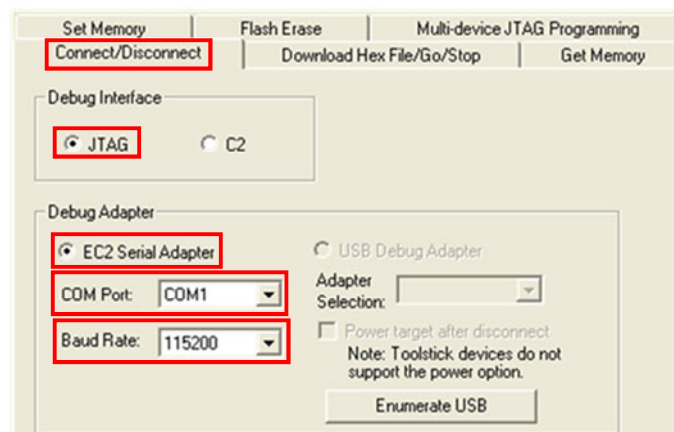 Set Memory Flash Erase Multi-device JTAG Programming
Connect/Disconnect Download Hex File/Go/Stop Get Memory
Debug Interface
JTAG C2
Debug Adapter
EC2 Serial Adapter USB Debug Adapter
COM Port: COM1 Adapter
Selection:
Baud Rate: 115200 Power target after disconnect
Note: Toolstick devices do not
support the power option.
Enumerate USB